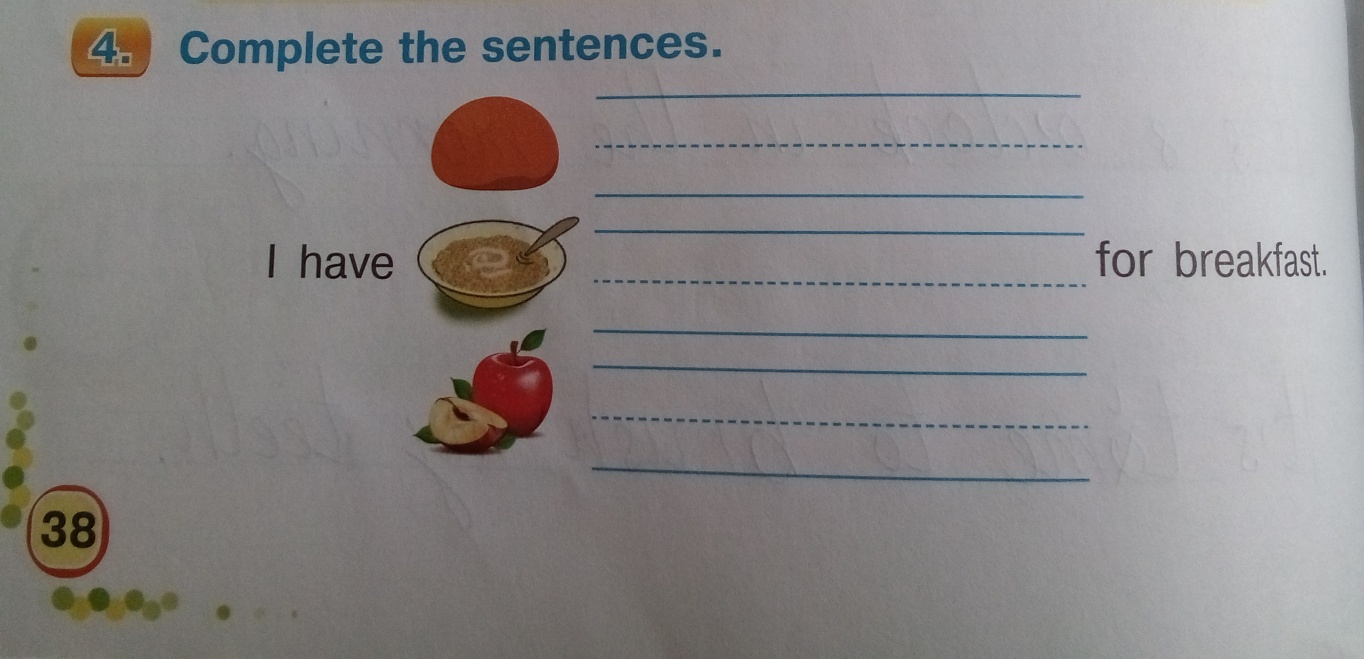 4. Complete the sentences.
I have
for breakfast.
38